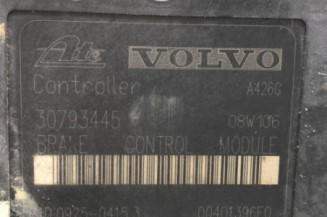 Ate VOLVO
Controller A426G
30793445 08W106
BRAKE CONTROL MODULE